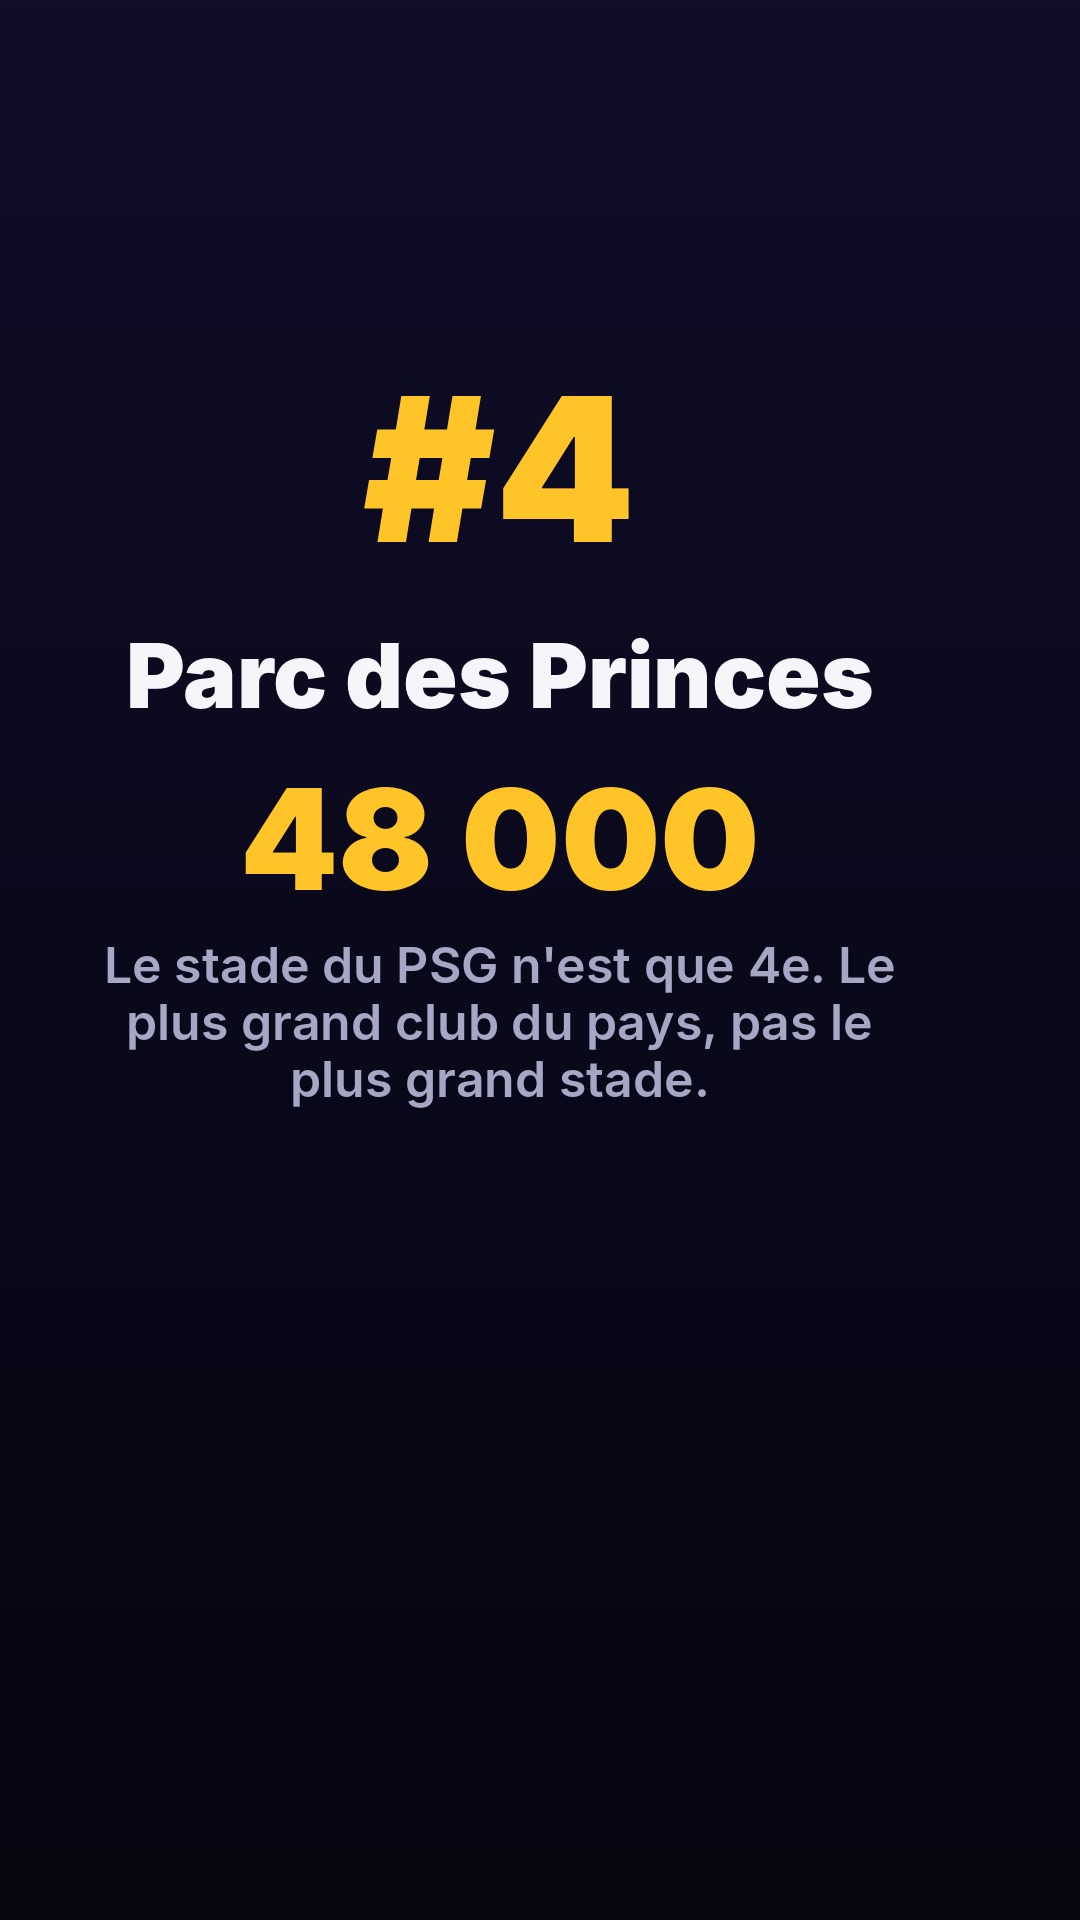 #4
Parc des Princes
48 000
Le stade du PSG n'est que 4e. Le
plus grand club du pays, pas le
plus grand stade.